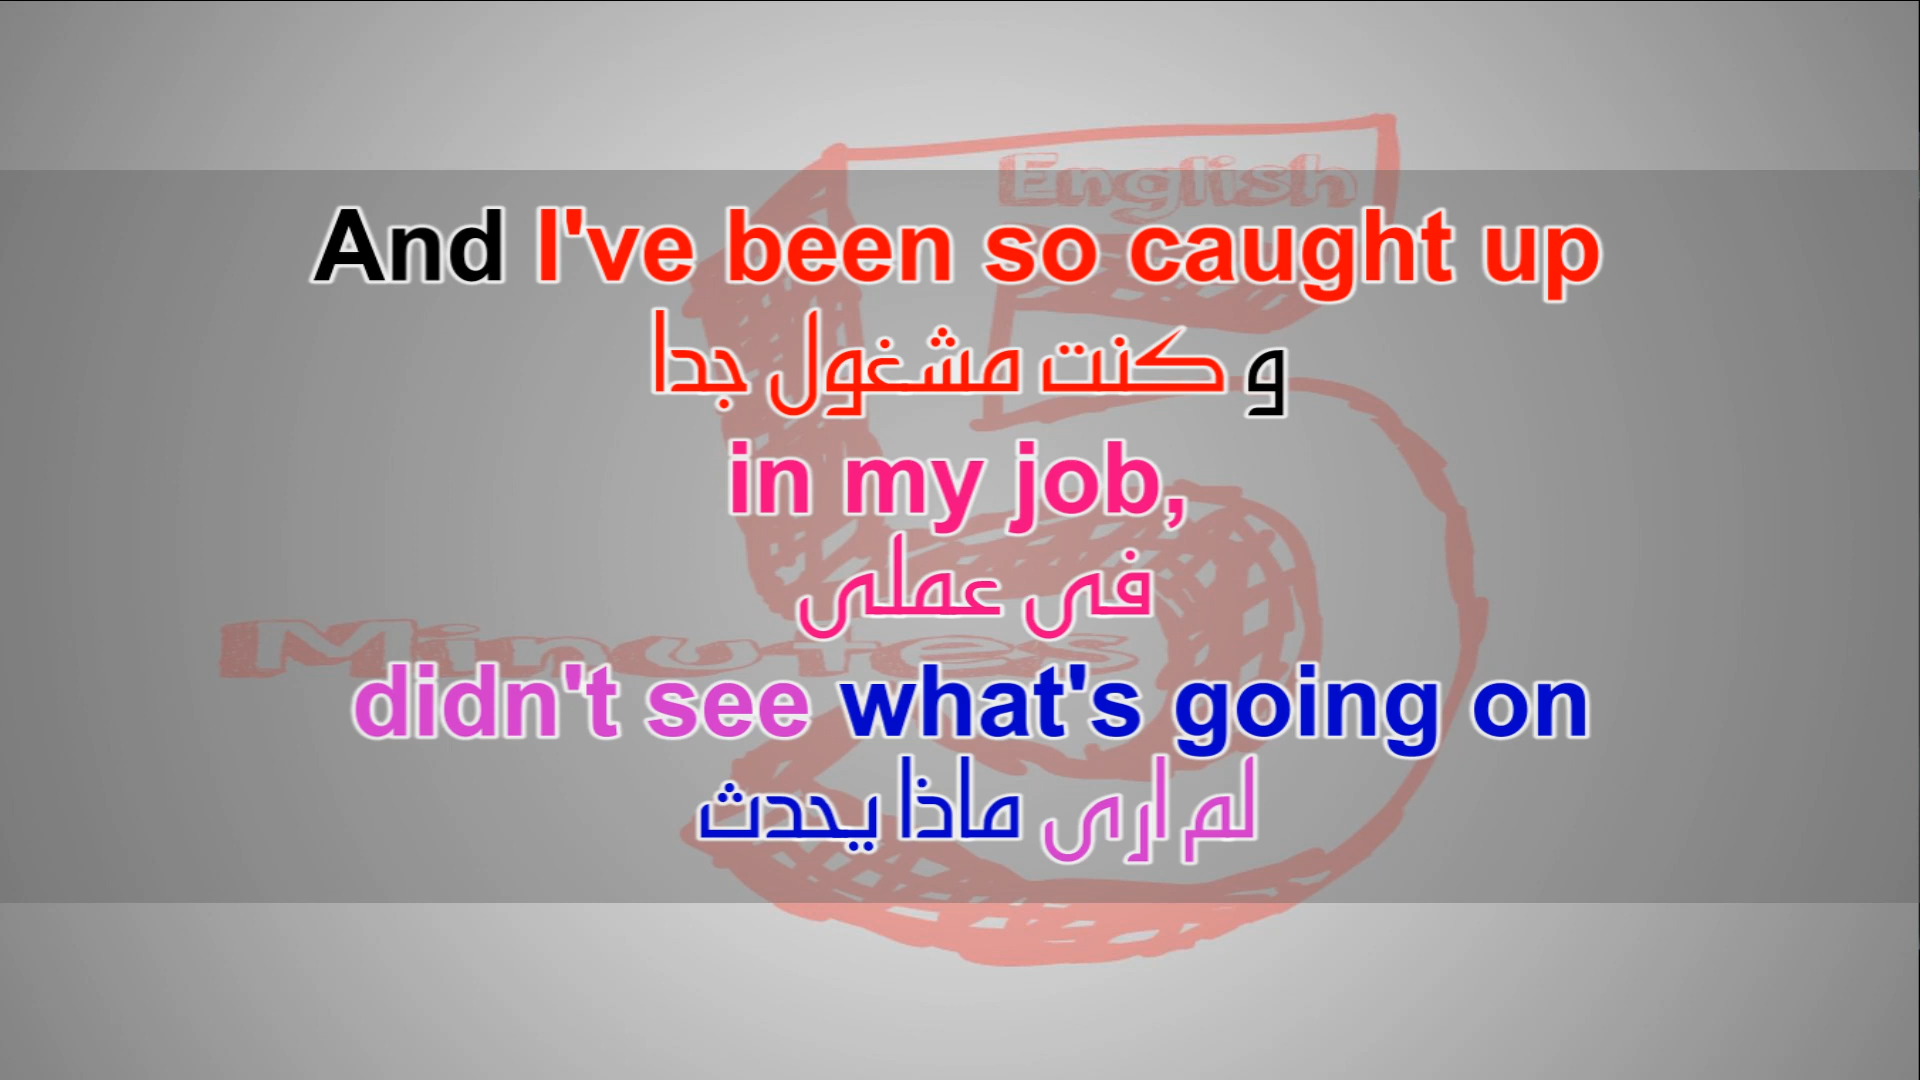 English
And I've been so caught up
و كنت مشغول جدا
in my job,
فى عملى
Minutes
didn't see what's going on
لم ارى ماذا يحدث